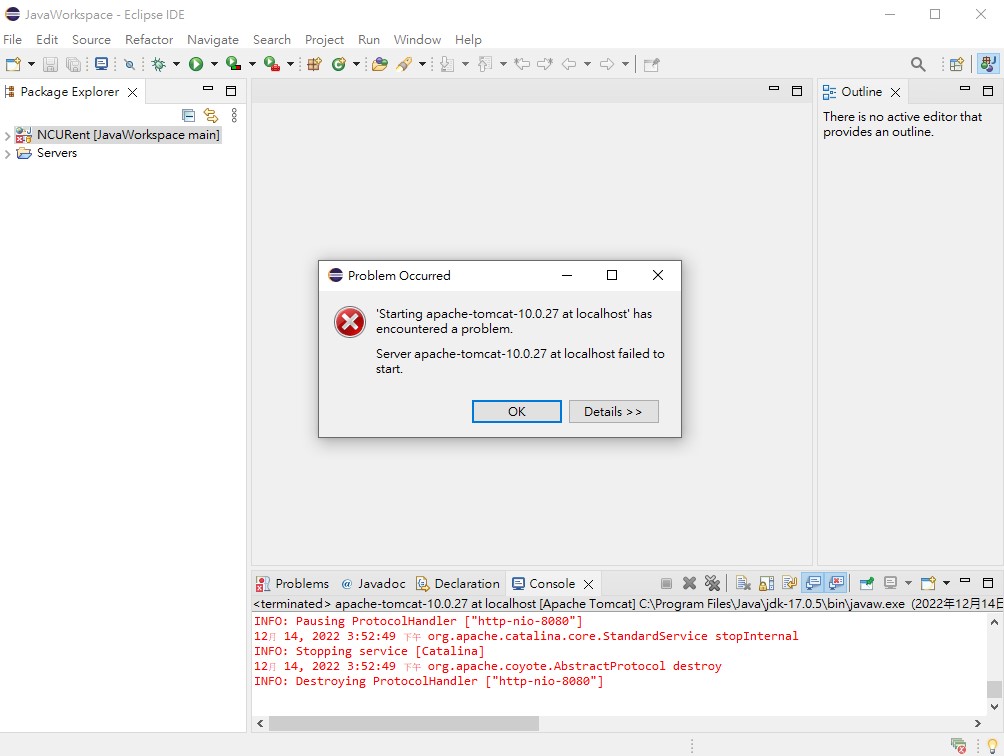 JavaWorkspace - Eclipse IDE
File Edit Source Refactor Navigate Search Project Run Window Help
Package Explorer
NCURent [JavaWorkspace main]
Servers
Outline
There is no active editor that
provides an outline.
Problem Occurred
'Starting apache-tomcat-10.0.27 at localhost' has
encountered a problem.
Server apache-tomcat-10.0.27 at localhost failed to
start.
OK
Details >>
Problems @ Javadoc Declaration Console
<terminated> apache-tomcat-10.0.27 at localhost [Apache Tomcat] C:\Program Files\Java\jdk-17.0.5\bin\javaw.exe (2022年12月14日
INFO: Pausing ProtocolHandler ["http-nio-8080"]
12月 14, 2022 3:52:49 下午 org.apache.catalina.core.StandardService stopInternal
INFO: Stopping service [Catalina]
12月 14, 2022 3:52:49 下午 org.apache.coyote.AbstractProtocol destroy
INFO: Destroying ProtocolHandler ["http-nio-8080"]